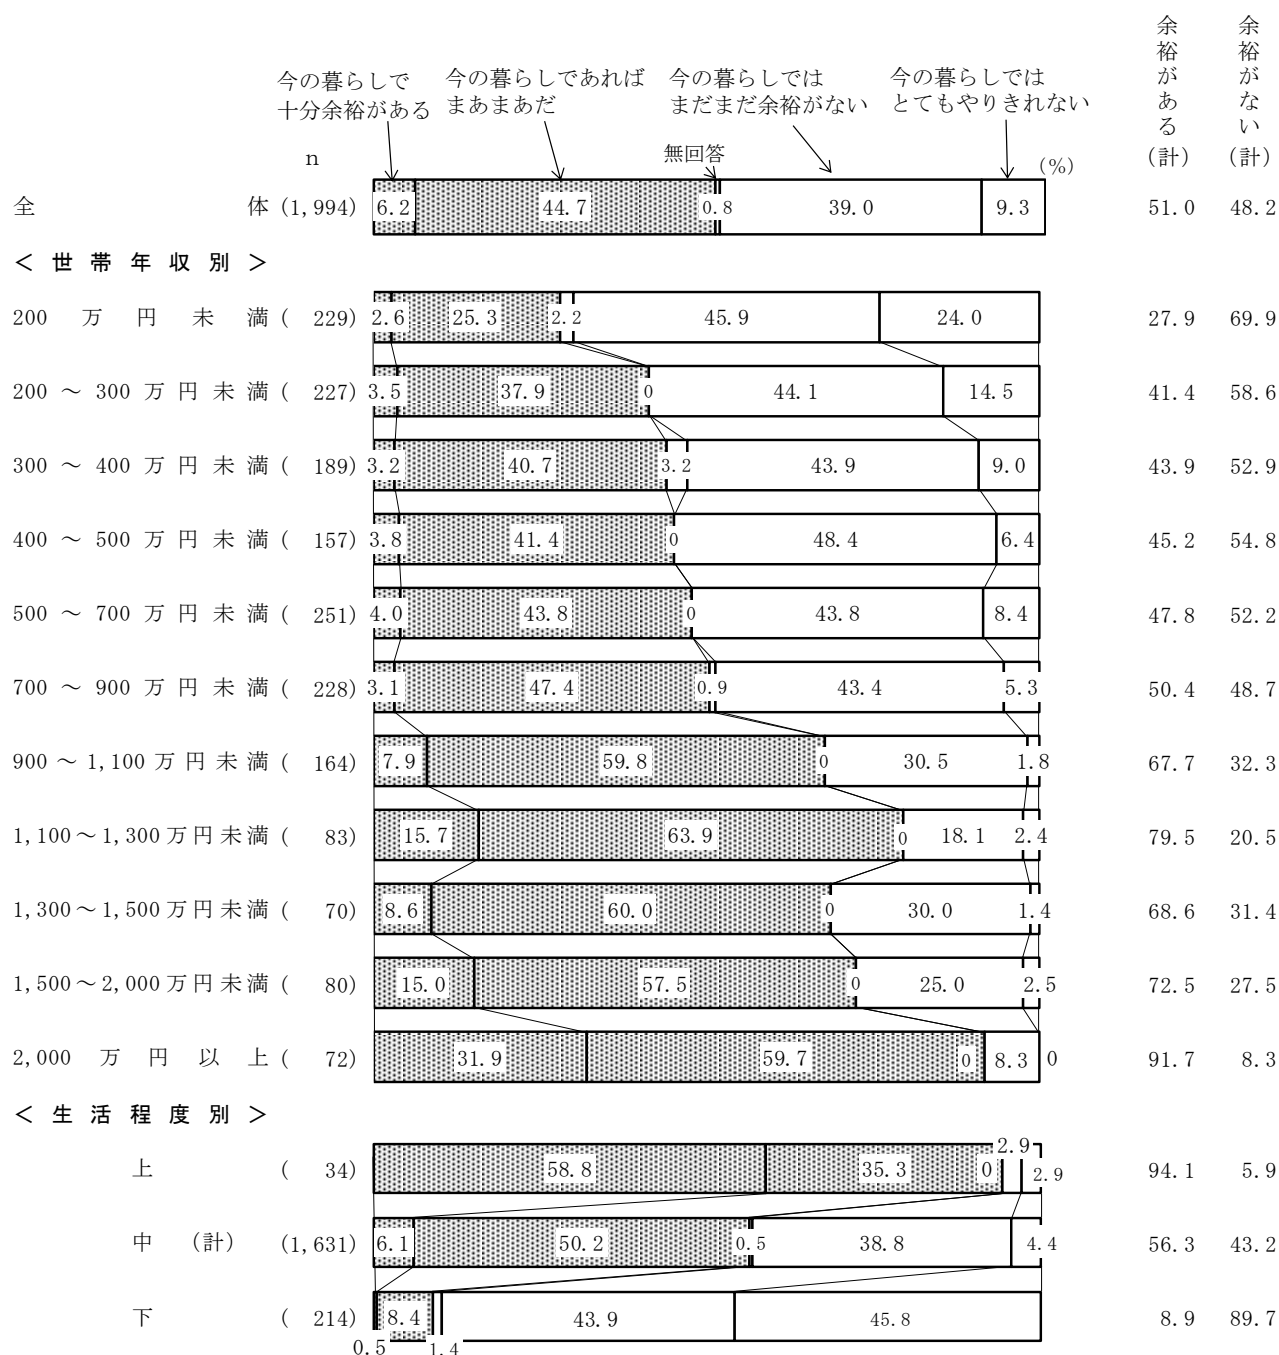 余裕がある（計） 余裕がない（計）
今の暮らしで十分余裕がある
今の暮らしであればまあまあだ
今の暮らしではまだまだ余裕がない
今の暮らしではとてもやりきれない
n 無回答 (%)
全体 (1,994) 6.2 44.7 0.8 39.0 9.3 51.0 48.2
＜世帯年収別＞
200万円未満 ( 229) 2.6 25.3 2.2 45.9 24.0 27.9 69.9
200～300万円未満 ( 227) 3.5 37.9 0 44.1 14.5 41.4 58.6
300～400万円未満 ( 189) 3.2 40.7 3.2 43.9 9.0 43.9 52.9
400～500万円未満 ( 157) 3.8 41.4 0 48.4 6.4 45.2 54.8
500～700万円未満 ( 251) 4.0 43.8 0 43.8 8.4 47.8 52.2
700～900万円未満 ( 228) 3.1 47.4 0.9 43.4 5.3 50.4 48.7
900～1,100万円未満 ( 164) 7.9 59.8 0 30.5 1.8 67.7 32.3
1,100～1,300万円未満 ( 83) 15.7 63.9 0 18.1 2.4 79.5 20.5
1,300～1,500万円未満 ( 70) 8.6 60.0 0 30.0 1.4 68.6 31.4
1,500～2,000万円未満 ( 80) 15.0 57.5 0 25.0 2.5 72.5 27.5
2,000万円以上 ( 72) 31.9 59.7 0 8.3 0 91.7 8.3
＜生活程度別＞
上 ( 34) 58.8 35.3 0 2.9 2.9 94.1 5.9
中（計） (1,631) 6.1 50.2 0.5 38.8 4.4 56.3 43.2
下 ( 214) 0.5 8.4 1.4 43.9 45.8 8.9 89.7